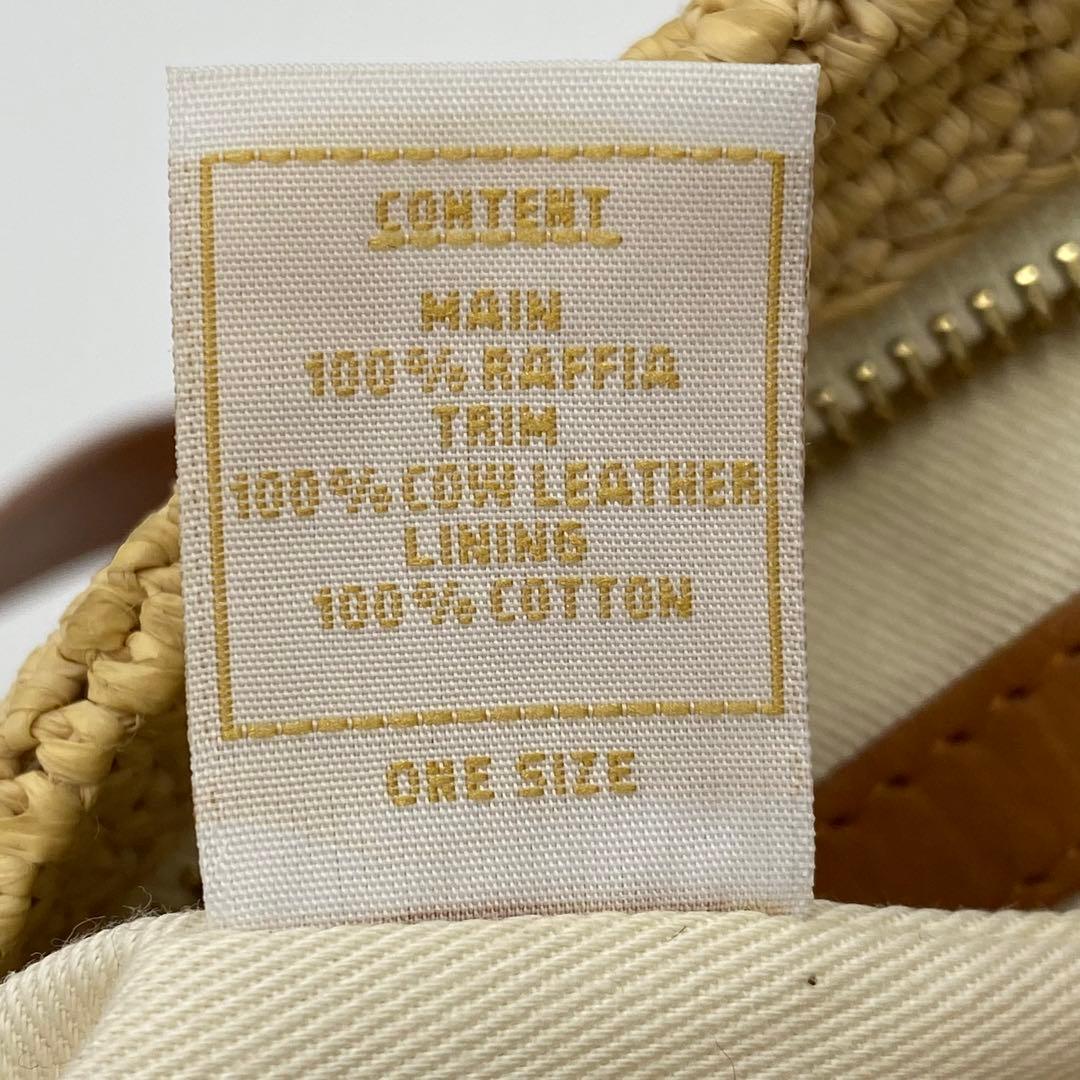 CONTENT
MAIN
100% RAFFIA
TRIM
100% COW LEATHER
LINING
100% COTTON
ONE SIZE